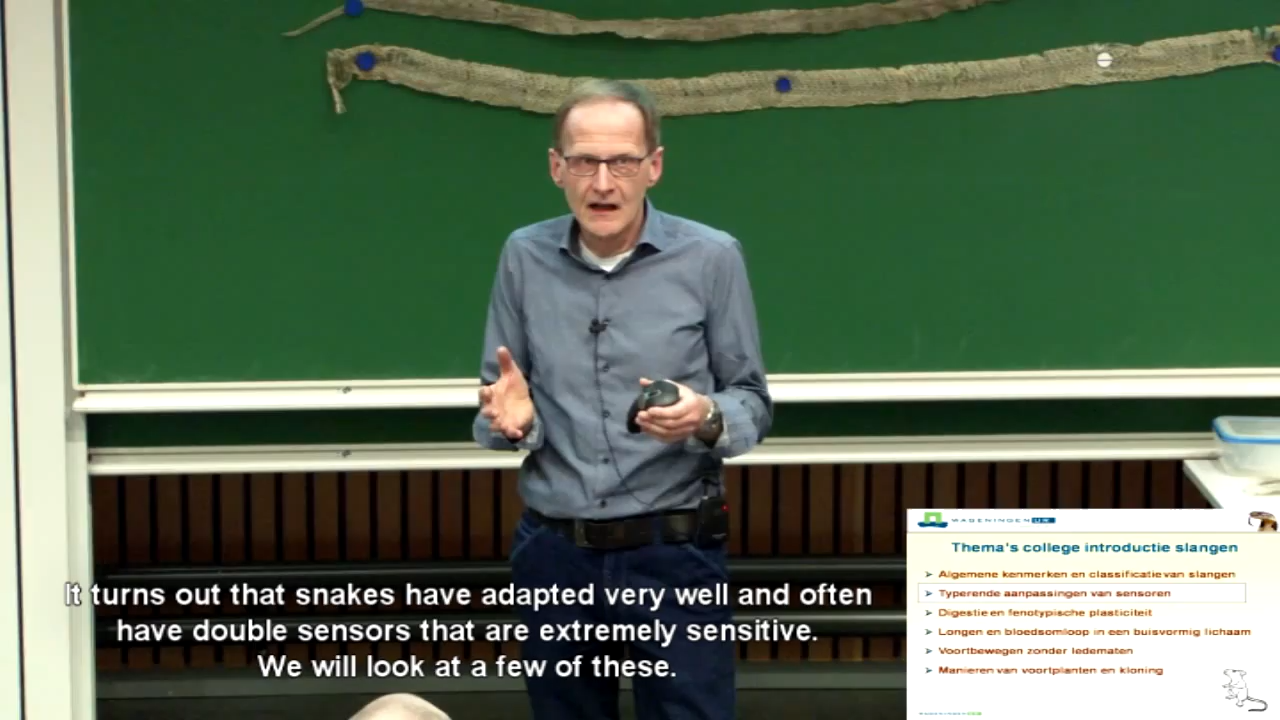 It turns out that snakes have adapted very well and often
have double sensors that are extremely sensitive.
We will look at a few of these.
WAGENINGEN UR
Thema's college introductie slangen
Algemene kenmerken en classificatie van slangen
Typerende aanpassingen van sensoren
Digestie en fenotypische plasticiteit
Longen en bloedsomloop in een buisvormig lichaam
Voortbewegen zonder ledematen
Manieren van voortplanten en kloning